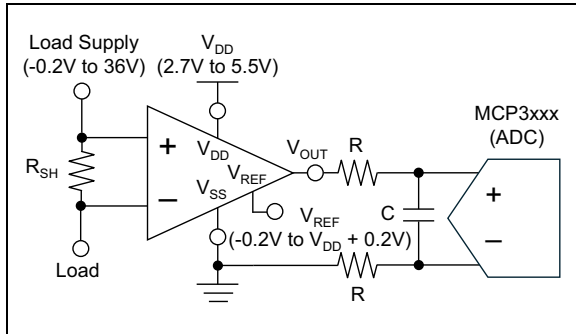 Load Supply
(-0.2V to 36V)
V_DD
(2.7V to 5.5V)
MCP3xxx
(ADC)
+
V_DD
V_OUT
R
R_SH
V_SS
V_REF
+
−
C
V_REF
(-0.2V to V_DD + 0.2V)
−
Load
R